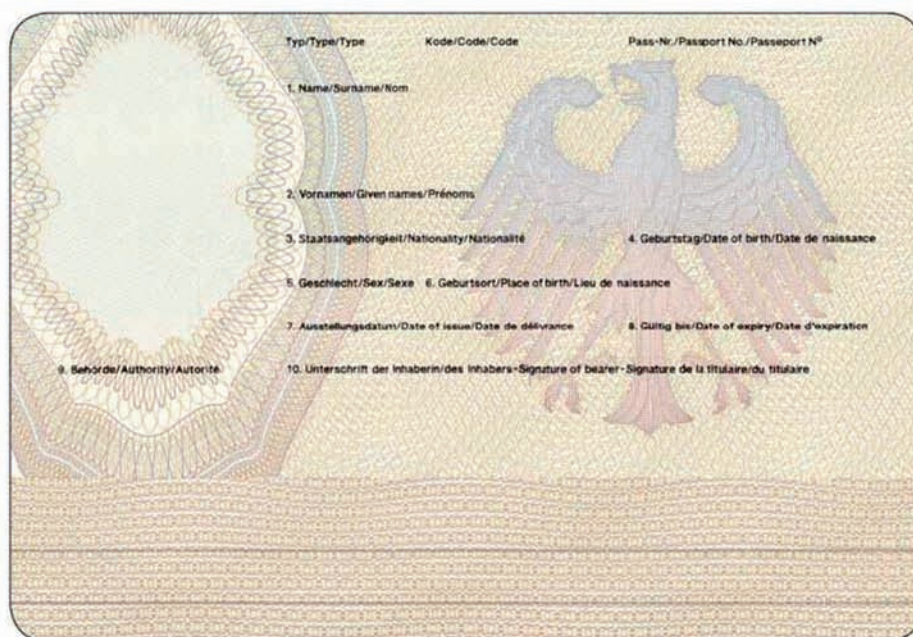 Typ/Type/Type Kode/Code/Code Pass-Nr./Passport No./Passeport Nº
1. Name/Surname/Nom
2. Vornamen/Given names/Prénoms
3. Staatsangehörigkeit/Nationality/Nationalité 4. Geburtstag/Date of birth/Date de naissance
5. Geschlecht/Sex/Sexe 6. Geburtsort/Place of birth/Lieu de naissance
7. Ausstellungsdatum/Date of issue/Date de délivrance 8. Gültig bis/Date of expiry/Date d'expiration
9. Behörde/Authority/Autorité 10. Unterschrift der Inhaberin/des Inhabers-Signature of bearer-Signature de la titulaire/du titulaire